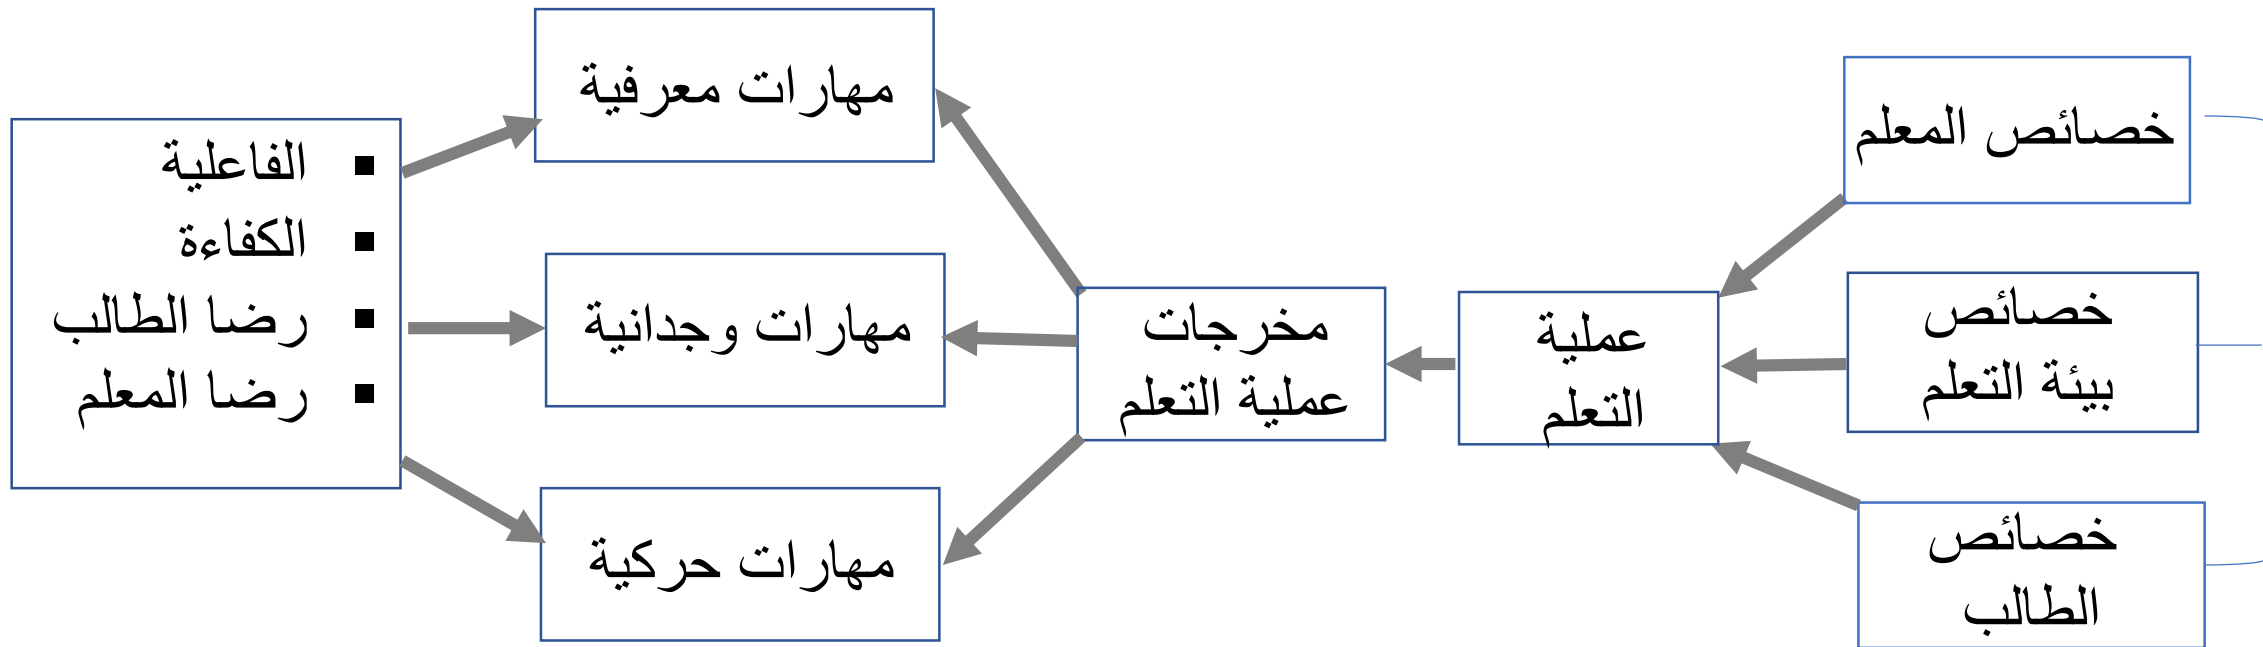 خصائص المعلم
خصائص
بيئة التعلم
خصائص
الطالب
عملية
التعلم
مخرجات
عملية التعلم
مهارات معرفية
مهارات وجدانية
مهارات حركية
▪ الفاعلية
▪ الكفاءة
▪ رضا الطالب
▪ رضا المعلم